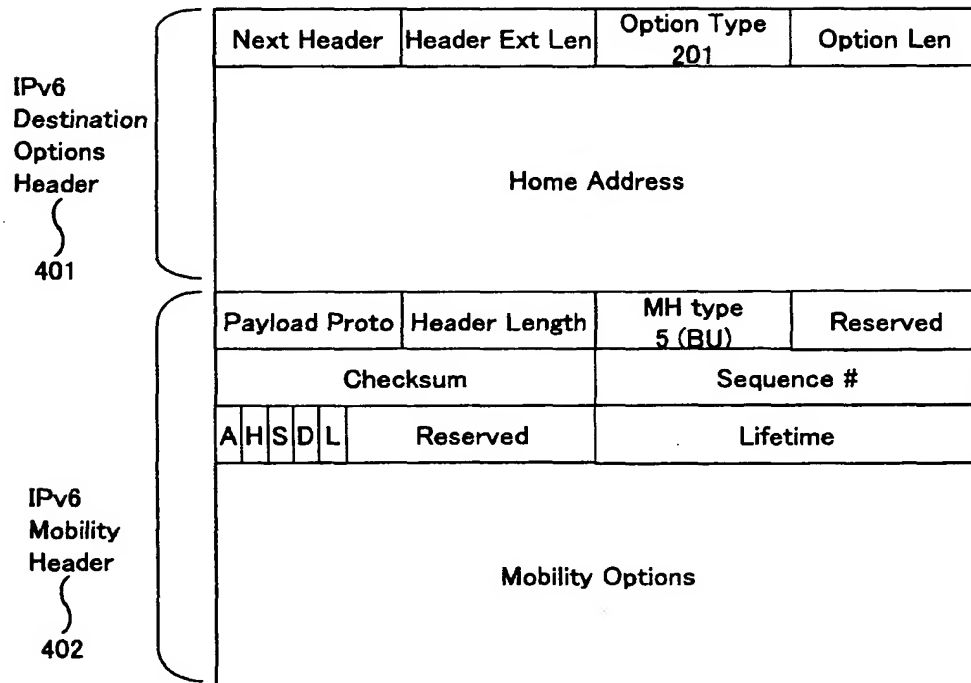 Next Header
Header Ext Len
Option Type
201
Option Len
IPv6
Destination
Options
Header
401
Home Address
Payload Proto
Header Length
MH type
5 (BU)
Reserved
Checksum
Sequence #
A H S D L
Reserved
Lifetime
IPv6
Mobility
Header
402
Mobility Options